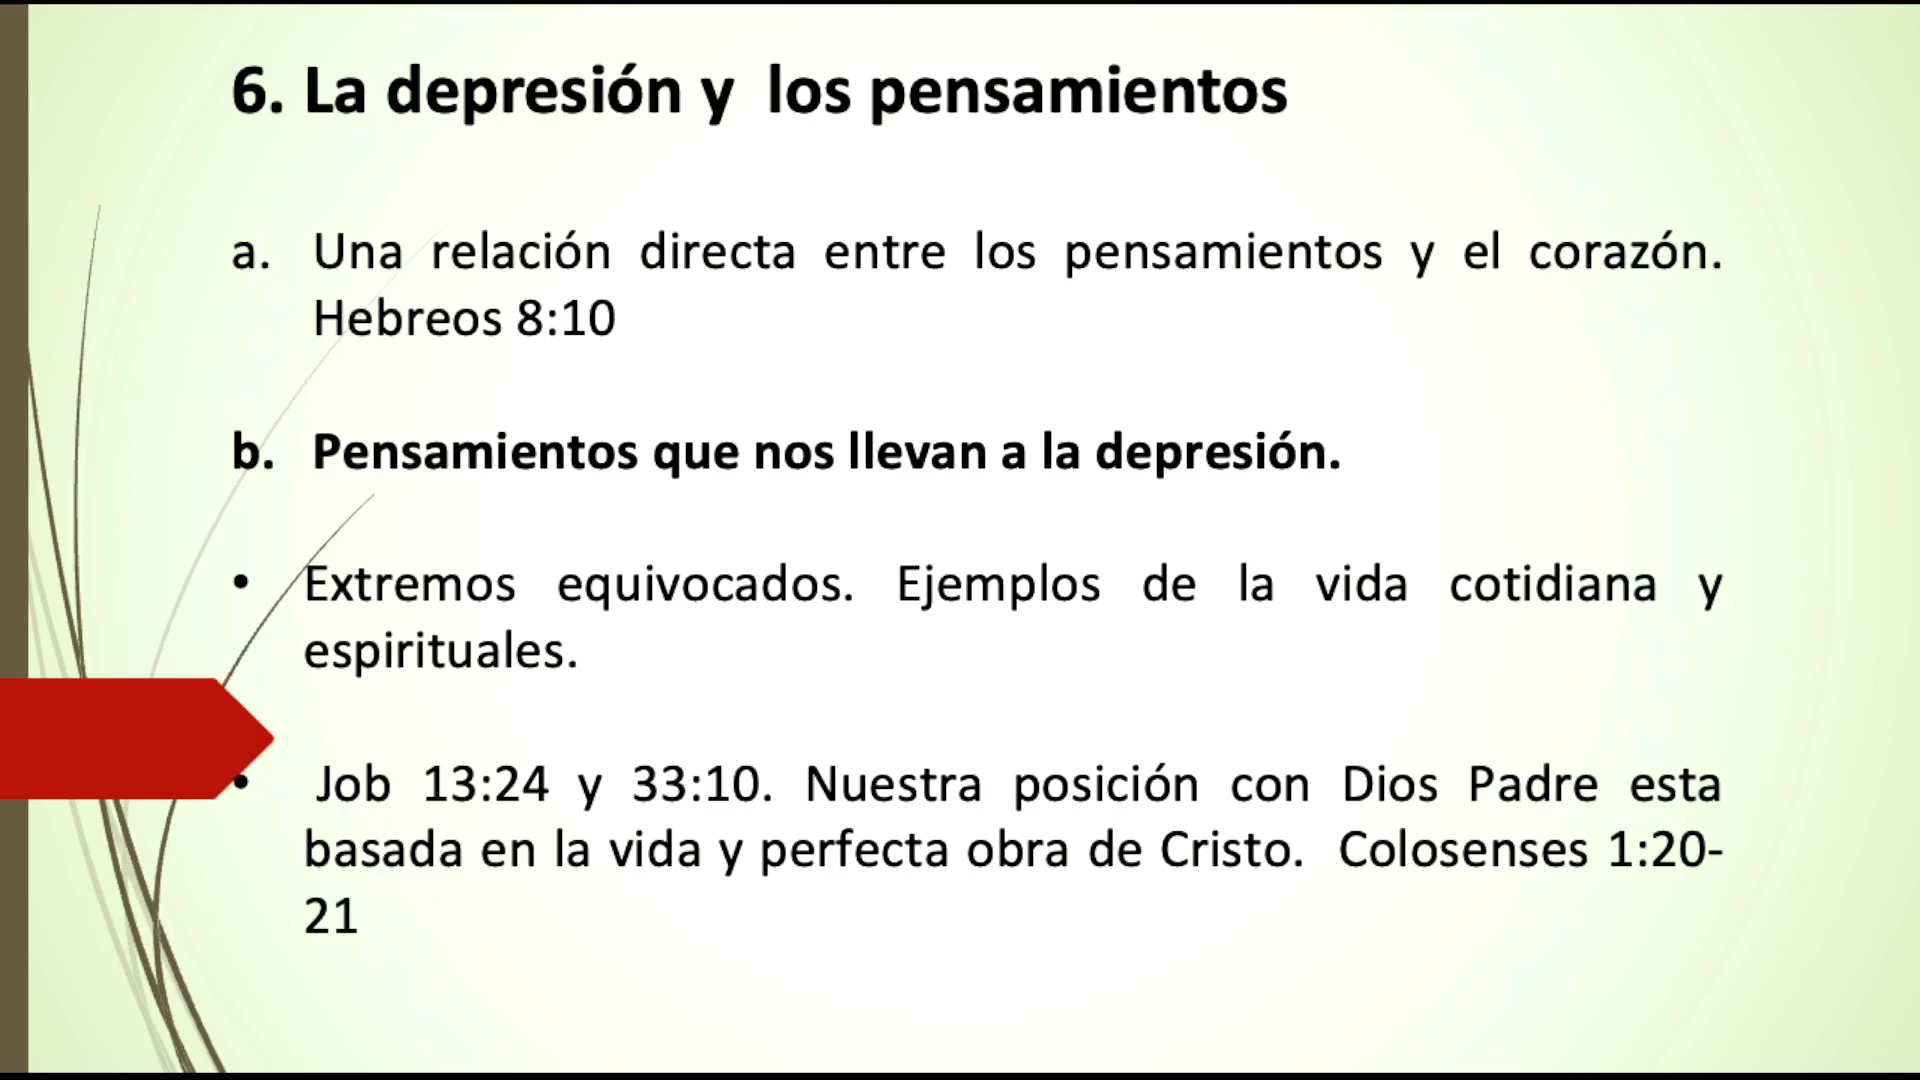 6. La depresión y  los pensamientos
a. Una relación directa entre los pensamientos y el corazón.
Hebreos 8:10
b. Pensamientos que nos llevan a la depresión.
• Extremos equivocados. Ejemplos de la vida cotidiana y
espirituales.
• Job 13:24 y 33:10. Nuestra posición con Dios Padre esta
basada en la vida y perfecta obra de Cristo.  Colosenses 1:20-
21